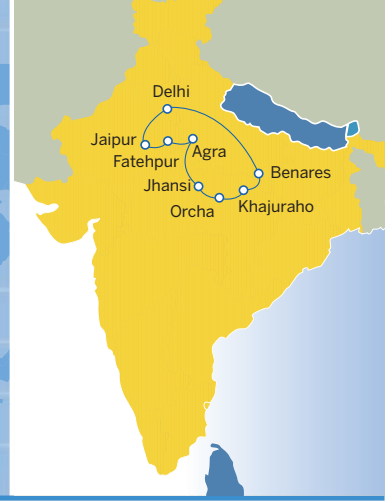 Delhi
Jaipur
Fatehpur
Agra
Jhansi
Benares
Orcha
Khajuraho